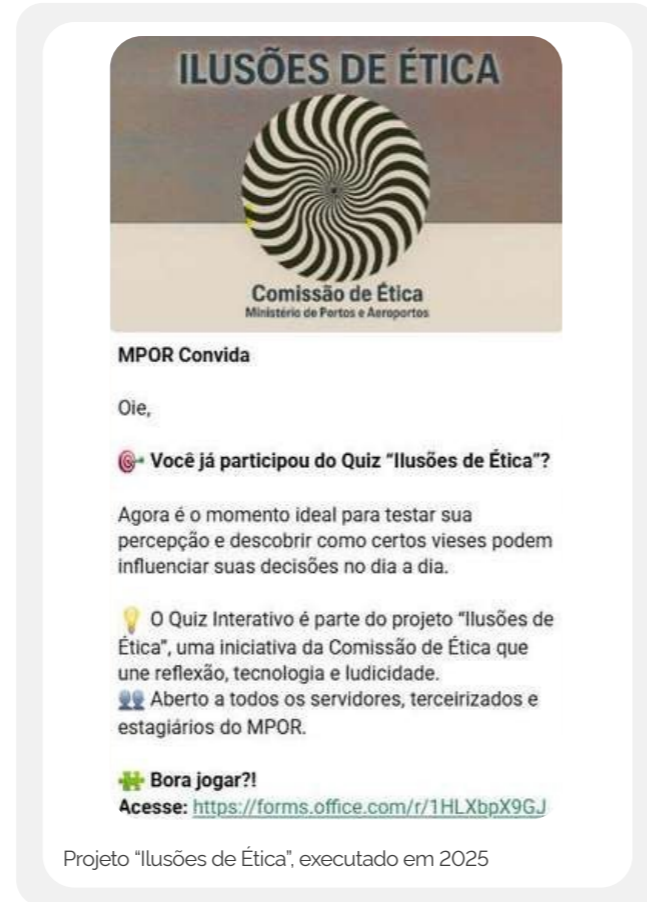 ILUSÕES DE ÉTICA
Comissão de Ética
Ministério de Portos e Aeroportos
MPOR Convida
Oie,
Você já participou do Quiz “Ilusões de Ética”?
Agora é o momento ideal para testar sua
percepção e descobrir como certos vieses podem
influenciar suas decisões no dia a dia.
O Quiz Interativo é parte do projeto “Ilusões de
Ética”, uma iniciativa da Comissão de Ética que
une reflexão, tecnologia e ludicidade.
Aberto a todos os servidores, terceirizados e
estagiários do MPOR.
Bora jogar?!
Acesse: https://forms.office.com/r/1HLXbpX9GJ
Projeto “Ilusões de Ética”, executado em 2025